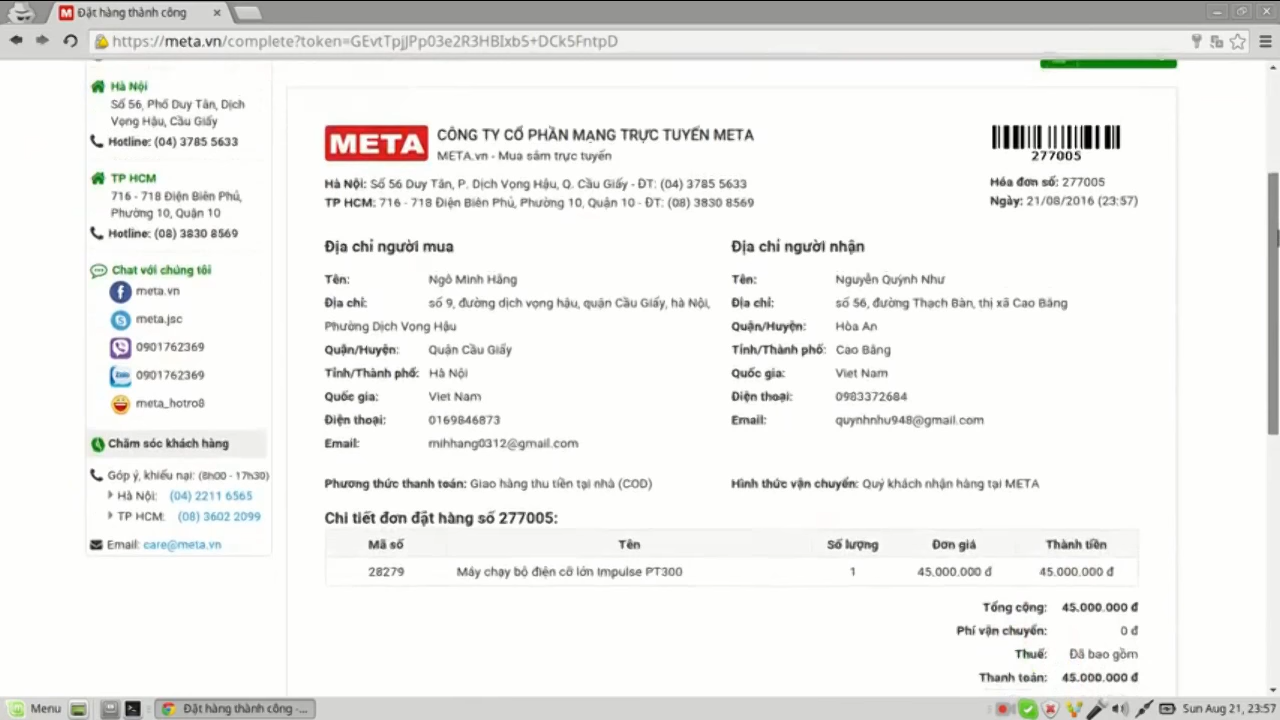 Đặt hàng thành công
https://meta.vn/complete?token=GEvtTpjJPp03e2R3HBIxb5+DCk5FntpD
Hà Nội
Số 56, Phố Duy Tân, Dịch
Vọng Hậu, Cầu Giấy
Hotline: (04) 3785 5633
TP HCM
716 - 718 Điện Biên Phủ,
Phường 10, Quận 10
Hotline: (08) 3830 8569
Chat với chúng tôi
meta.vn
meta.jsc
0901762369
0901762369
meta_hotro8
Chăm sóc khách hàng
Góp ý, khiếu nại: (8h00 - 17h30)
Hà Nội: (04) 2211 6565
TP HCM: (08) 3602 2099
Email: care@meta.vn
META
CÔNG TY CỔ PHẦN MẠNG TRỰC TUYẾN META
META.vn - Mua sắm trực tuyến
277005
Hà Nội: Số 56 Duy Tân, P. Dịch Vọng Hậu, Q. Cầu Giấy - ĐT: (04) 3785 5633
TP HCM: 716 - 718 Điện Biên Phủ, Phường 10, Quận 10 - ĐT: (08) 3830 8569
Hóa đơn số: 277005
Ngày: 21/08/2016 (23:57)
Địa chỉ người mua
Tên: Ngô Minh Hằng
Địa chỉ: số 9, đường dịch vọng hậu, quận Cầu Giấy, hà Nội,
Phường Dịch Vọng Hậu
Quận/Huyện: Quận Cầu Giấy
Tỉnh/Thành phố: Hà Nội
Quốc gia: Viet Nam
Điện thoại: 0169846873
Email: mihhang0312@gmail.com
Địa chỉ người nhận
Tên: Nguyễn Quỳnh Như
Địa chỉ: số 56, đường Thạch Bàn, thị xã Cao Bằng
Quận/Huyện: Hòa An
Tỉnh/Thành phố: Cao Bằng
Quốc gia: Viet Nam
Điện thoại: 0983372684
Email: quynhnhu948@gmail.com
Phương thức thanh toán: Giao hàng thu tiền tại nhà (COD)
Hình thức vận chuyển: Quý khách nhận hàng tại META
Chi tiết đơn đặt hàng số 277005:
Mã số Tên Số lượng Đơn giá Thành tiền
28279 Máy chạy bộ điện cỡ lớn Impulse PT300 1 45.000.000 đ 45.000.000 đ
Tổng cộng: 45.000.000 đ
Phí vận chuyển: 0 đ
Thuế: Đã bao gồm
Thanh toán: 45.000.000 đ
Menu
Đặt hàng thành công -...
Sun Aug 21, 23:57